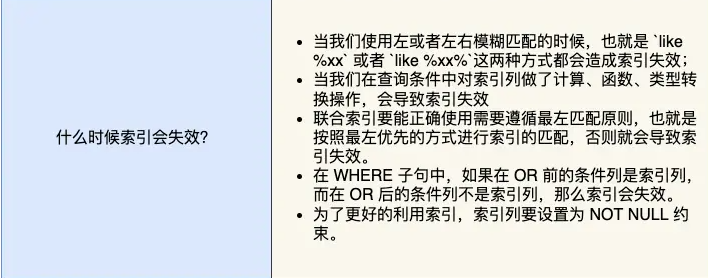 什么时候索引会失效?
当我们使用左或者左右模糊匹配的时候，也就是 `like
%xx` 或者 `like %xx%`这两种方式都会造成索引失效；
当我们在查询条件中对索引列做了计算、函数、类型转
换操作，会导致索引失效
联合索引要能正确使用需要遵循最左匹配原则，也就是
按照最左优先的方式进行索引的匹配，否则就会导致索
引失效。
在 WHERE 子句中，如果在 OR 前的条件列是索引列，
而在 OR 后的条件列不是索引列，那么索引会失效。
为了更好的利用索引，索引列要设置为 NOT NULL 约
束。